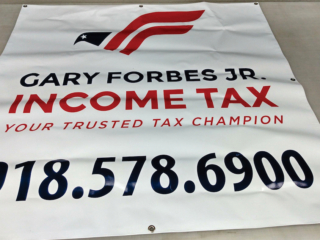 GARY FORBES JR.
INCOME TAX
YOUR TRUSTED TAX CHAMPION
918.578.6900